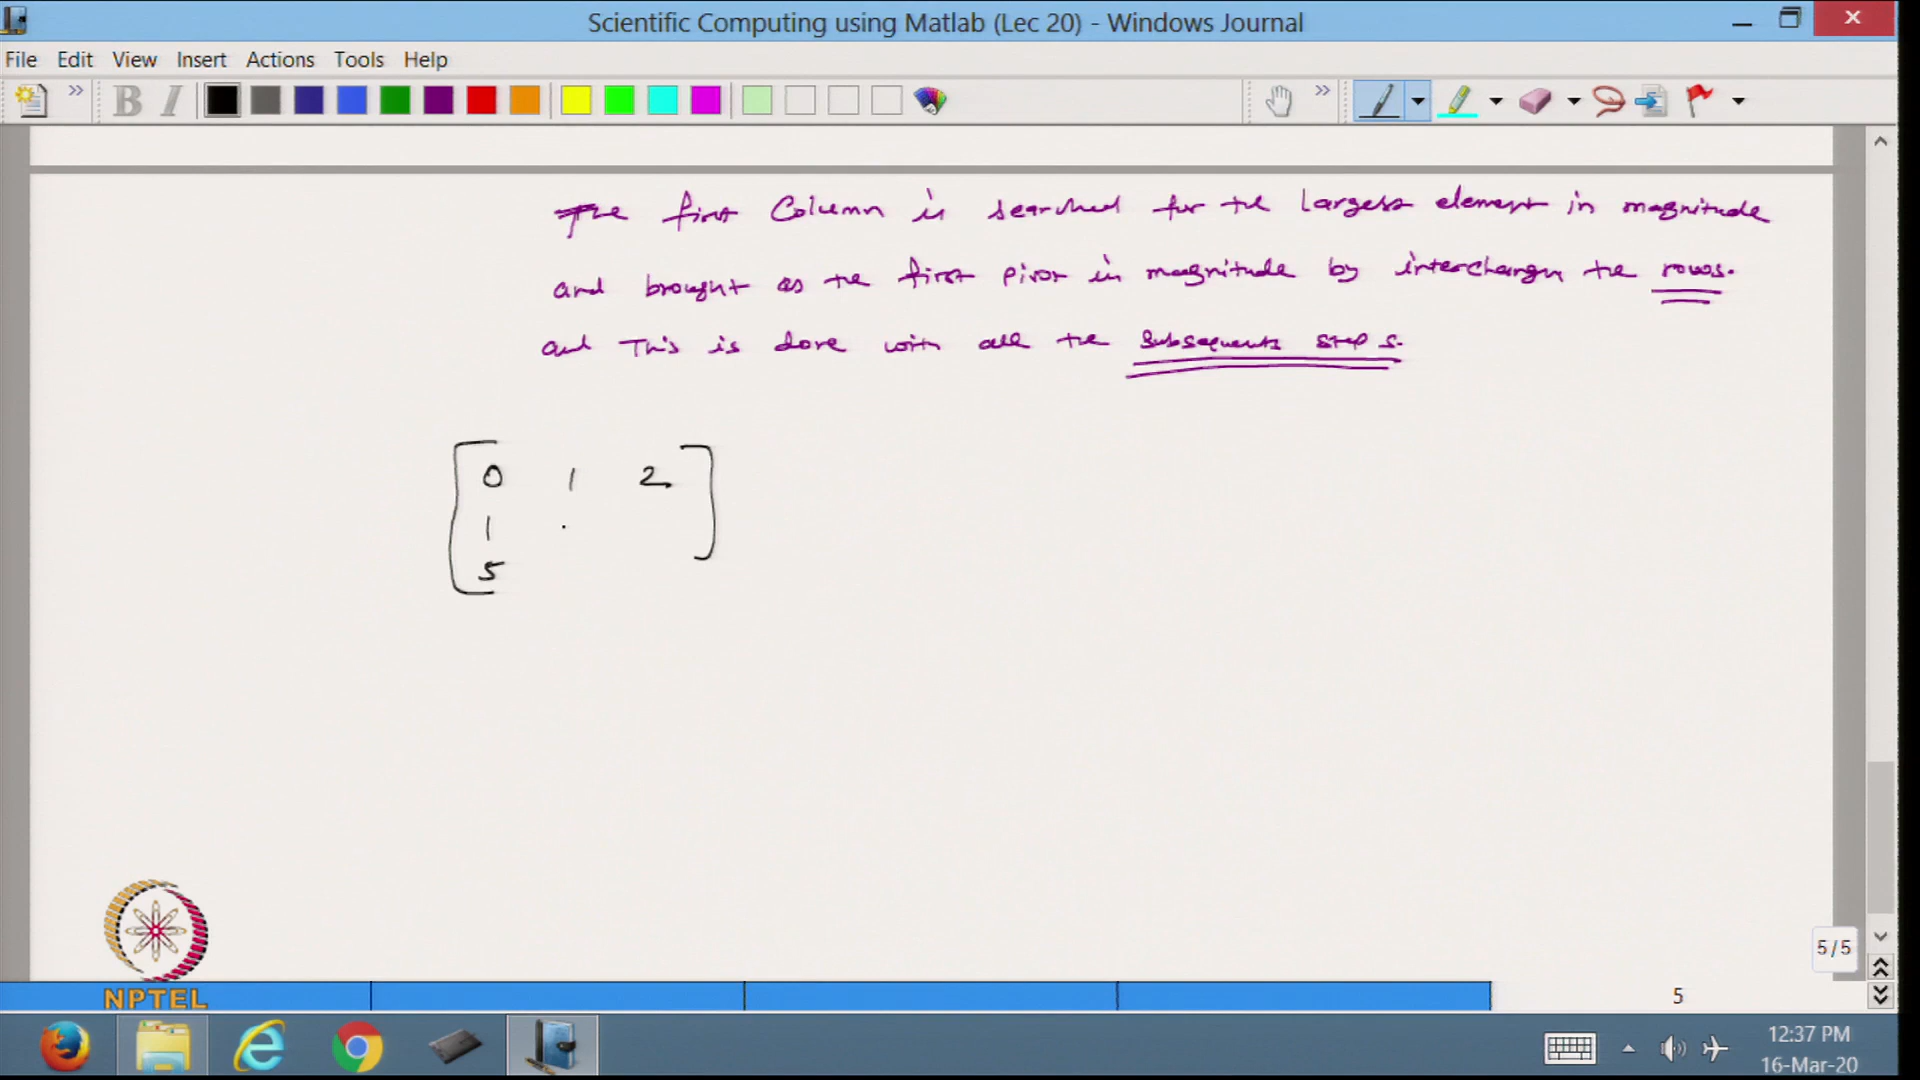 Scientific Computing using Matlab (Lec 20) - Windows Journal
File Edit View Insert Actions Tools Help
B I
The first Column is searched for the largest element in magnitude
and brought as the first pivot in magnitude by interchangin the rows.
and This is done with all the subsequents steps.
0 1 2
1
5
5/5
NPTEL
5
12:37 PM
16-Mar-20